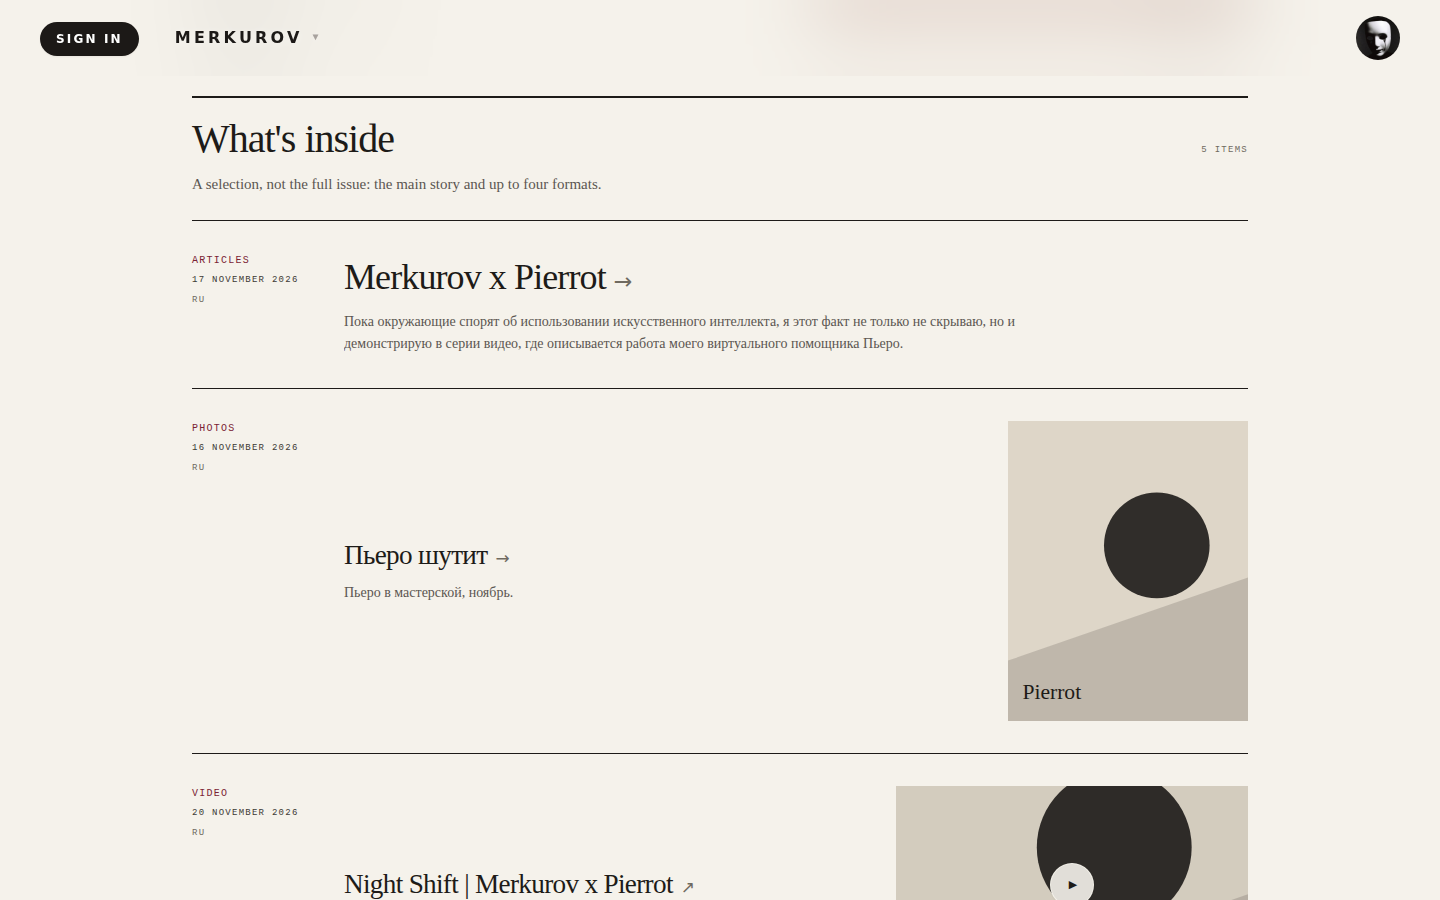 SIGN IN
MERKUROV
What's inside
5 ITEMS
A selection, not the full issue: the main story and up to four formats.
ARTICLES
17 NOVEMBER 2026
RU
Merkurov x Pierrot →
Пока окружающие спорят об использовании искусственного интеллекта, я этот факт не только не скрываю, но и
демонстрирую в серии видео, где описывается работа моего виртуального помощника Пьеро.
PHOTOS
16 NOVEMBER 2026
RU
Пьеро шутит →
Пьеро в мастерской, ноябрь.
Pierrot
VIDEO
20 NOVEMBER 2026
RU
Night Shift | Merkurov x Pierrot ↗